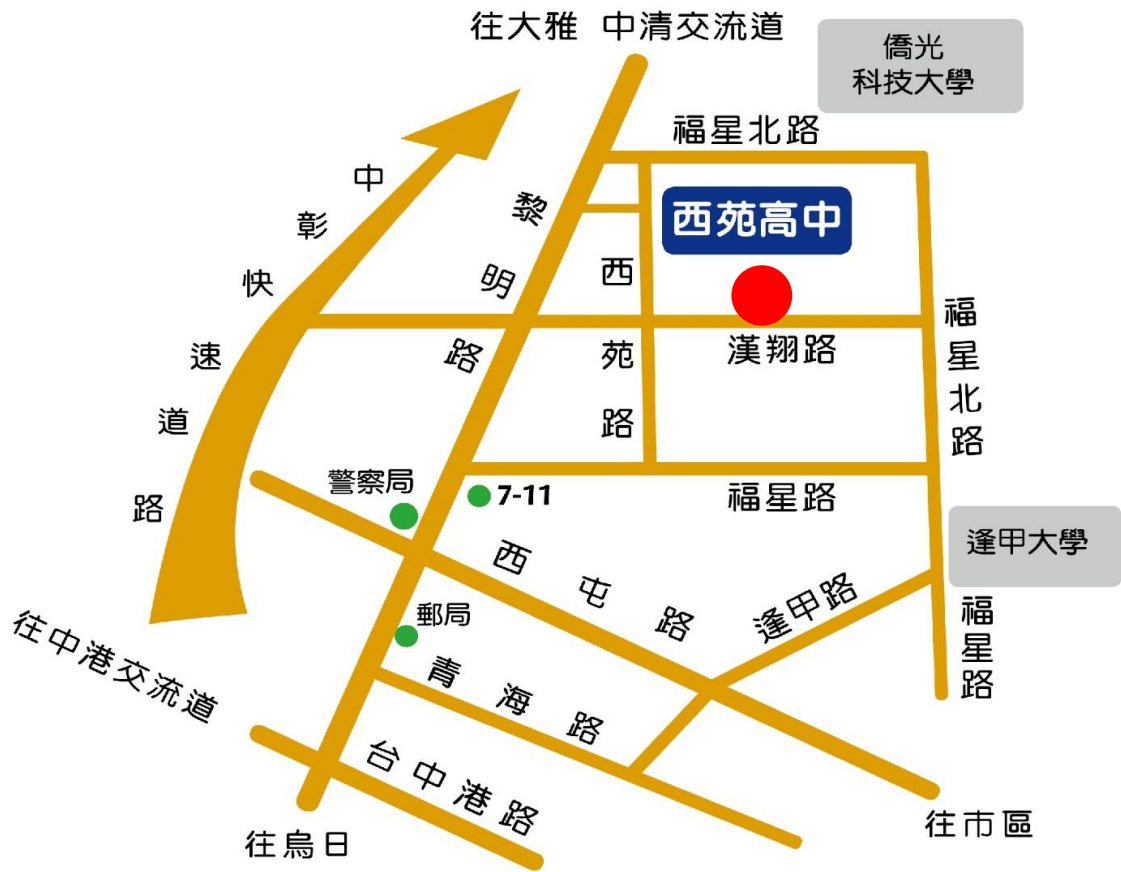 往大雅 中清交流道
僑光
科技大學
福星北路
中彰快速道路
黎明路
西苑高中
西苑路
漢翔路
福星北路
警察局
7-11
福星路
逢甲大學
西屯路
逢甲路
福星路
郵局
往中港交流道
青海路
台中港路
往烏日
往市區